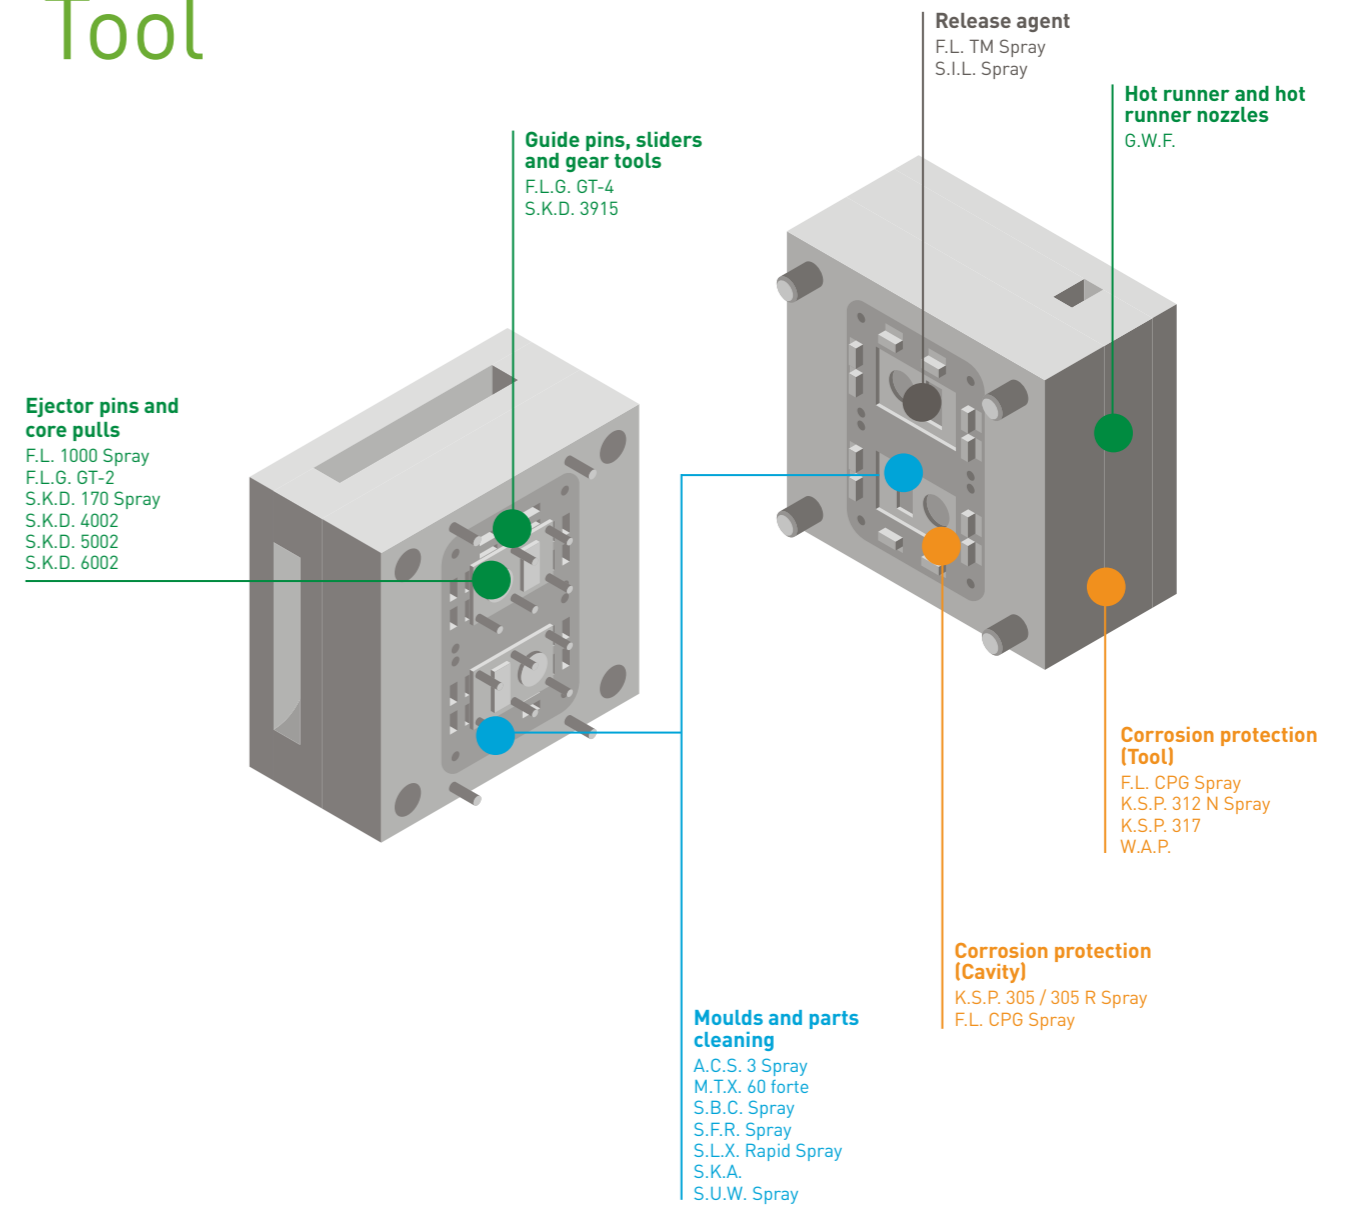 Tool
Release agent
F.L. TM Spray
S.I.L. Spray
Hot runner and hot
runner nozzles
G.W.F.
Guide pins, sliders
and gear tools
F.L.G. GT-4
S.K.D. 3915
Ejector pins and
core pulls
F.L. 1000 Spray
F.L.G. GT-2
S.K.D. 170 Spray
S.K.D. 4002
S.K.D. 5002
S.K.D. 6002
Corrosion protection
(Tool)
F.L. CPG Spray
K.S.P. 312 N Spray
K.S.P. 317
W.A.P.
Corrosion protection
(Cavity)
K.S.P. 305 / 305 R Spray
F.L. CPG Spray
Moulds and parts
cleaning
A.C.S. 3 Spray
M.T.X. 60 forte
S.B.C. Spray
S.F.R. Spray
S.L.X. Rapid Spray
S.K.A.
S.U.W. Spray